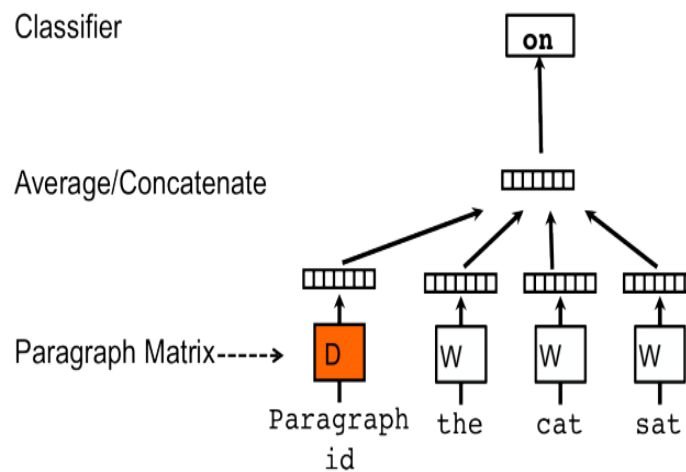 Classifier
on
Average/Concatenate
Paragraph Matrix
D
W
W
W
Paragraph
id
the
cat
sat